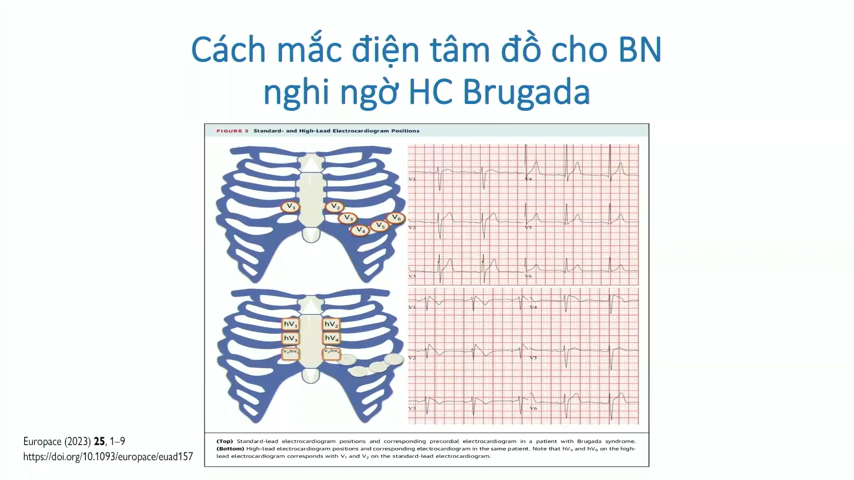 Cách mắc điện tâm đồ cho BN
nghi ngờ HC Brugada
FIGURE 3 Standard- and High-Lead Electrocardiogram Positions
V1
V2
V3
V4
V5
V6
hV1
hV2
hV3
hV4
Europace (2023) 25, 1–9
https://doi.org/10.1093/europace/euad157
(Top) Standard-lead electrocardiogram positions and corresponding precordial electrocardiogram in a patient with Brugada syndrome.
(Bottom) High-lead electrocardiogram positions and corresponding electrocardiogram in the same patient. Note that hV5 and hV6 on the high-
lead electrocardiogram corresponds with V1 and V2 on the standard-lead electrocardiogram.